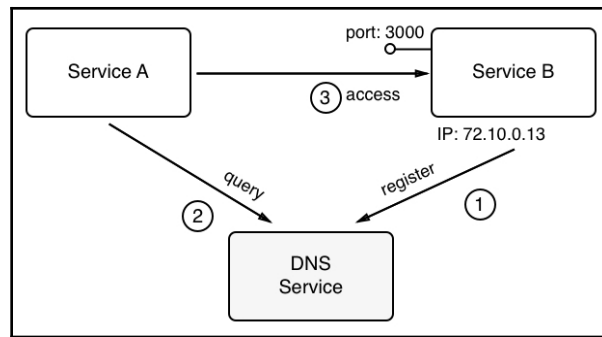 port: 3000
Service A
Service B
3 access
IP: 72.10.0.13
query
register
2
1
DNS
Service